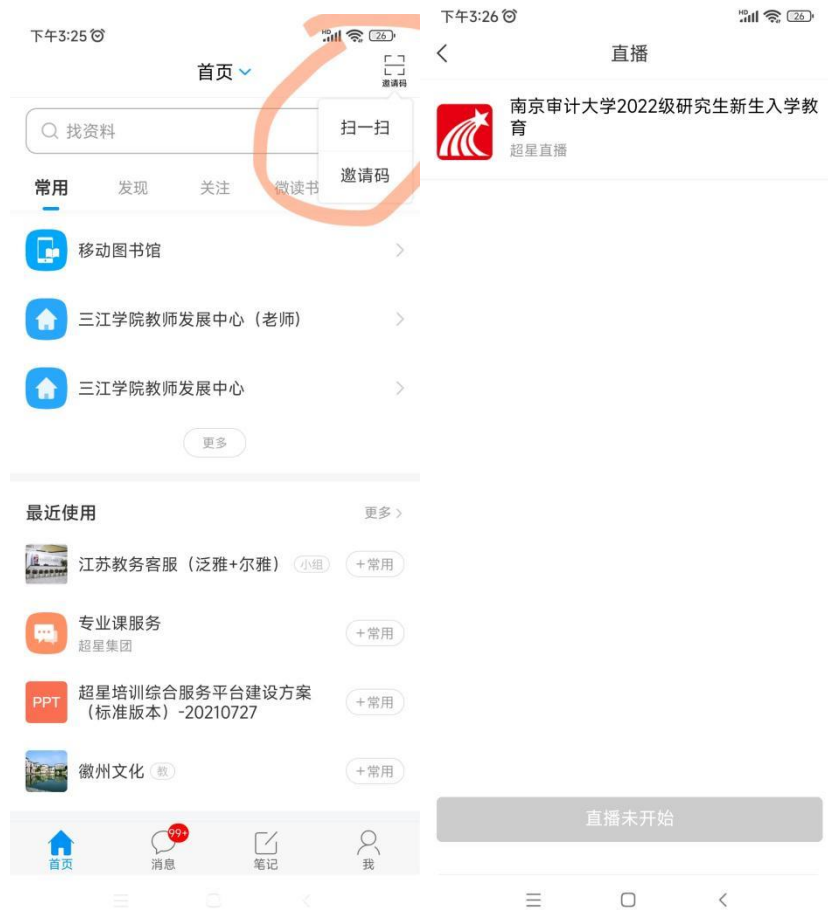 下午3:25
HD
26
首页
邀请码
找资料
扫一扫
邀请码
常用
发现
关注
微读书
移动图书馆
三江学院教师发展中心（老师）
三江学院教师发展中心
更多
最近使用
更多
江苏教务客服（泛雅+尔雅）
小组
+常用
专业课服务
超星集团
+常用
PPT
超星培训综合服务平台建设方案
（标准版本）-20210727
+常用
徽州文化
教
+常用
99+
首页
消息
笔记
我
下午3:26
HD
26
直播
南京审计大学2022级研究生新生入学教
育
超星直播
直播未开始